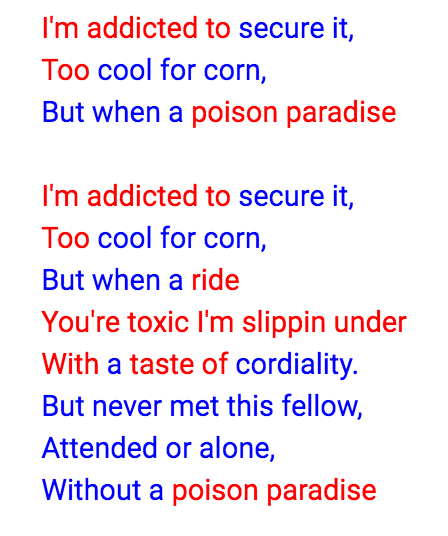 I'm addicted to secure it,
Too cool for corn,
But when a poison paradise

I'm addicted to secure it,
Too cool for corn,
But when a ride
You're toxic I'm slippin under
With a taste of cordiality.
But never met this fellow,
Attended or alone,
Without a poison paradise